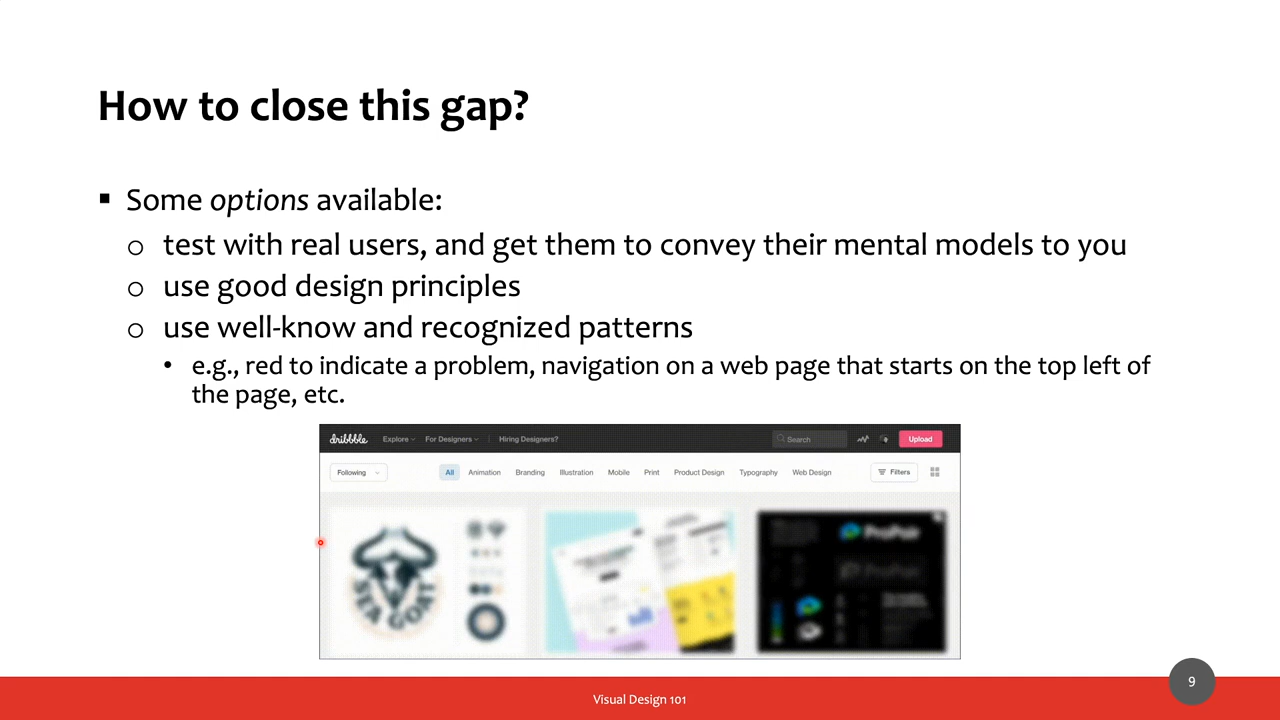 How to close this gap?
Some options available:
test with real users, and get them to convey their mental models to you
use good design principles
use well-know and recognized patterns
e.g., red to indicate a problem, navigation on a web page that starts on the top left of
the page, etc.
dribbble Explore For Designers Hiring Designers? Search Upload
Following All Animation Branding Illustration Mobile Print Product Design Typography Web Design Filters
SEA GOAT
ProPair
Visual Design 101
9